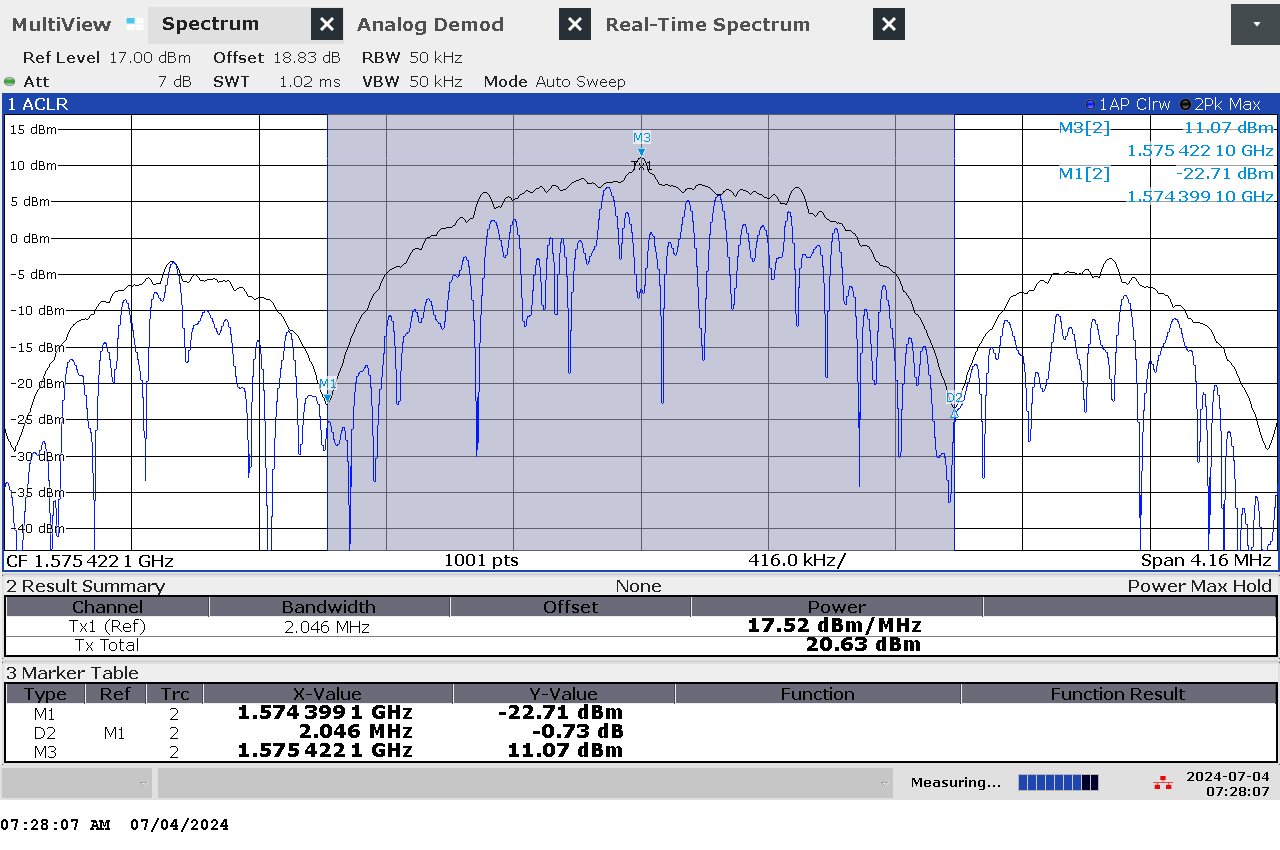 MultiView Spectrum Analog Demod Real-Time Spectrum
Ref Level 17.00 dBm Offset 18.83 dB RBW 50 kHz
Att 7 dB SWT 1.02 ms VBW 50 kHz Mode Auto Sweep
1 ACLR 1AP Clrw 2Pk Max
15 dBm
M3[2] 11.07 dBm
1.575 422 10 GHz
M1[2] -22.71 dBm
1.574 399 10 GHz
M3
TX1
10 dBm
5 dBm
0 dBm
-5 dBm
-10 dBm
-15 dBm
-20 dBm
M1
D2
-25 dBm
-30 dBm
-35 dBm
-40 dBm
CF 1.575 422 1 GHz 1001 pts 416.0 kHz/ Span 4.16 MHz
2 Result Summary None Power Max Hold
Channel Bandwidth Offset Power
Tx1 (Ref) 2.046 MHz 17.52 dBm/MHz
Tx Total 20.63 dBm
3 Marker Table
Type Ref Trc X-Value Y-Value Function Function Result
M1 2 1.574 399 1 GHz -22.71 dBm
D2 M1 2 2.046 MHz -0.73 dB
M3 2 1.575 422 1 GHz 11.07 dBm
Measuring... 2024-07-04
07:28:07
07:28:07 AM 07/04/2024